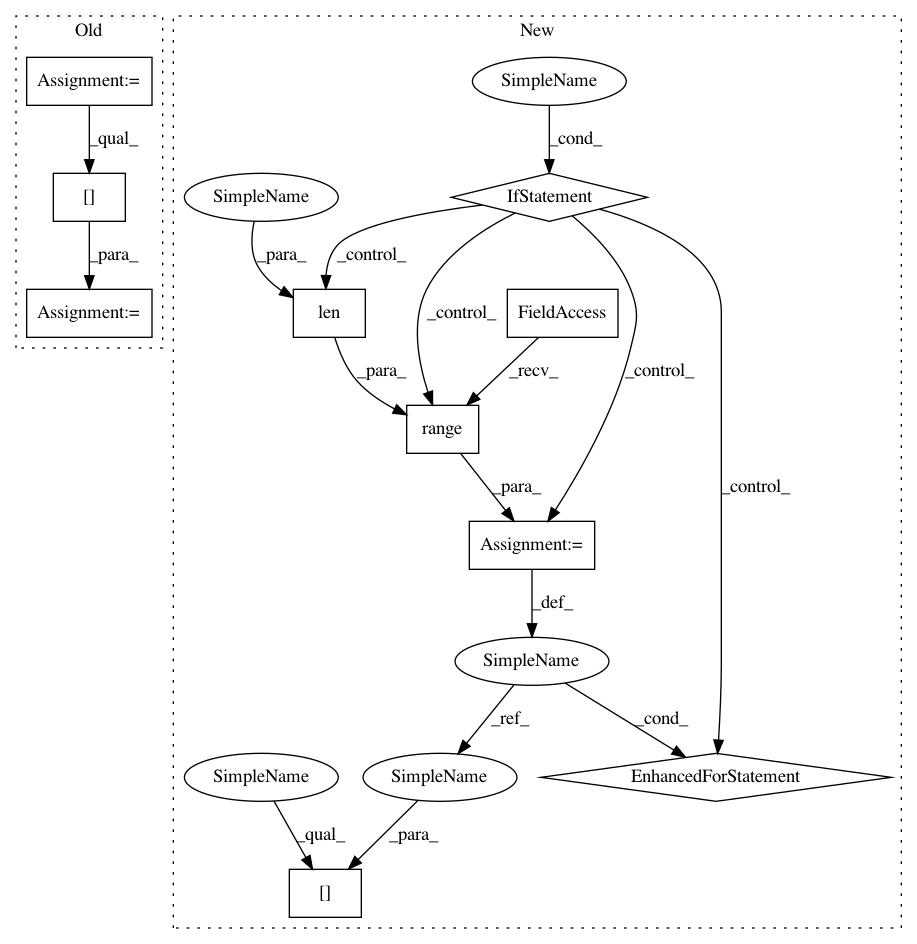 Old
New
Assignment:=
SimpleName
_qual_
_cond_
[]
SimpleName
IfStatement
_para_
_para_
_control_
Assignment:=
len
_control_
FieldAccess
_control_
_para_
_recv_
range
_para_
_control_
Assignment:=
_def_
SimpleName
_ref_
_cond_
SimpleName
SimpleName
EnhancedForStatement
_qual_
_para_
[]